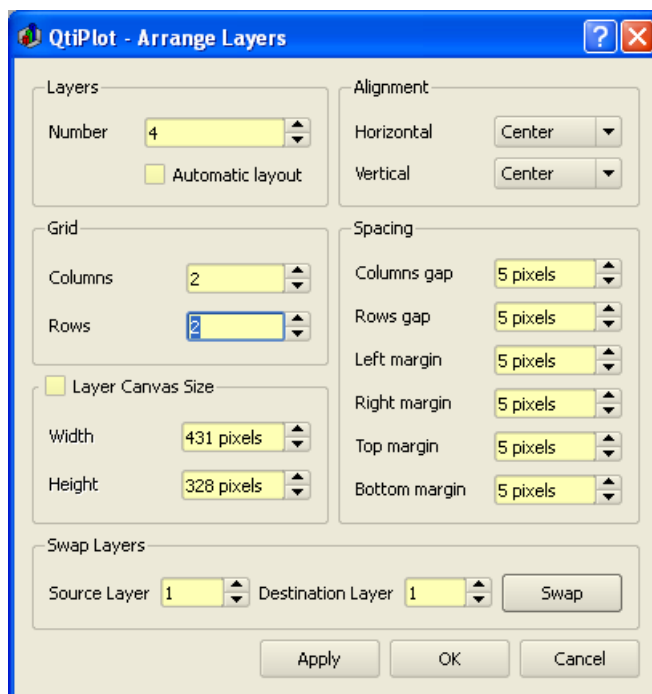 QtiPlot - Arrange Layers
Layers
Number 4
Automatic layout
Alignment
Horizontal Center
Vertical Center
Grid
Columns 2
Rows 2
Spacing
Columns gap 5 pixels
Rows gap 5 pixels
Left margin 5 pixels
Right margin 5 pixels
Top margin 5 pixels
Bottom margin 5 pixels
Layer Canvas Size
Width 431 pixels
Height 328 pixels
Swap Layers
Source Layer 1 Destination Layer 1 Swap
Apply OK Cancel